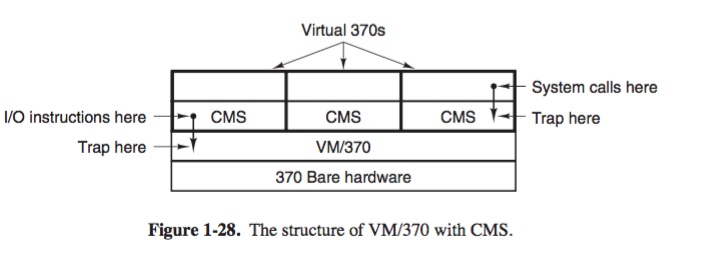 Virtual 370s
System calls here
I/O instructions here
CMS
CMS
CMS
Trap here
Trap here
VM/370
370 Bare hardware
Figure 1-28. The structure of VM/370 with CMS.